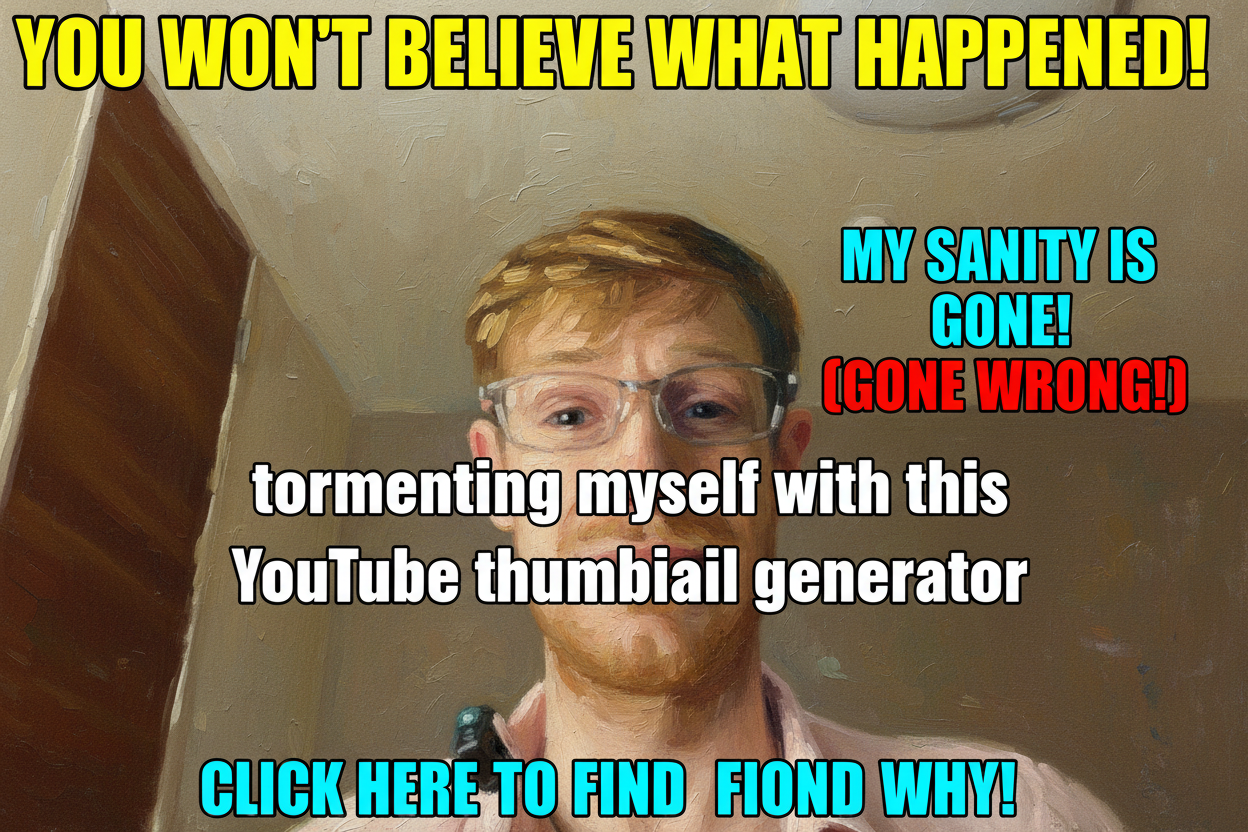 YOU WON'T BELIEVE WHAT HAPPENED!
MY SANITY IS
GONE!
(GONE WRONG!)
tormenting myself with this
YouTube thumbiail generator
CLICK HERE TO FIND FIOND WHY!